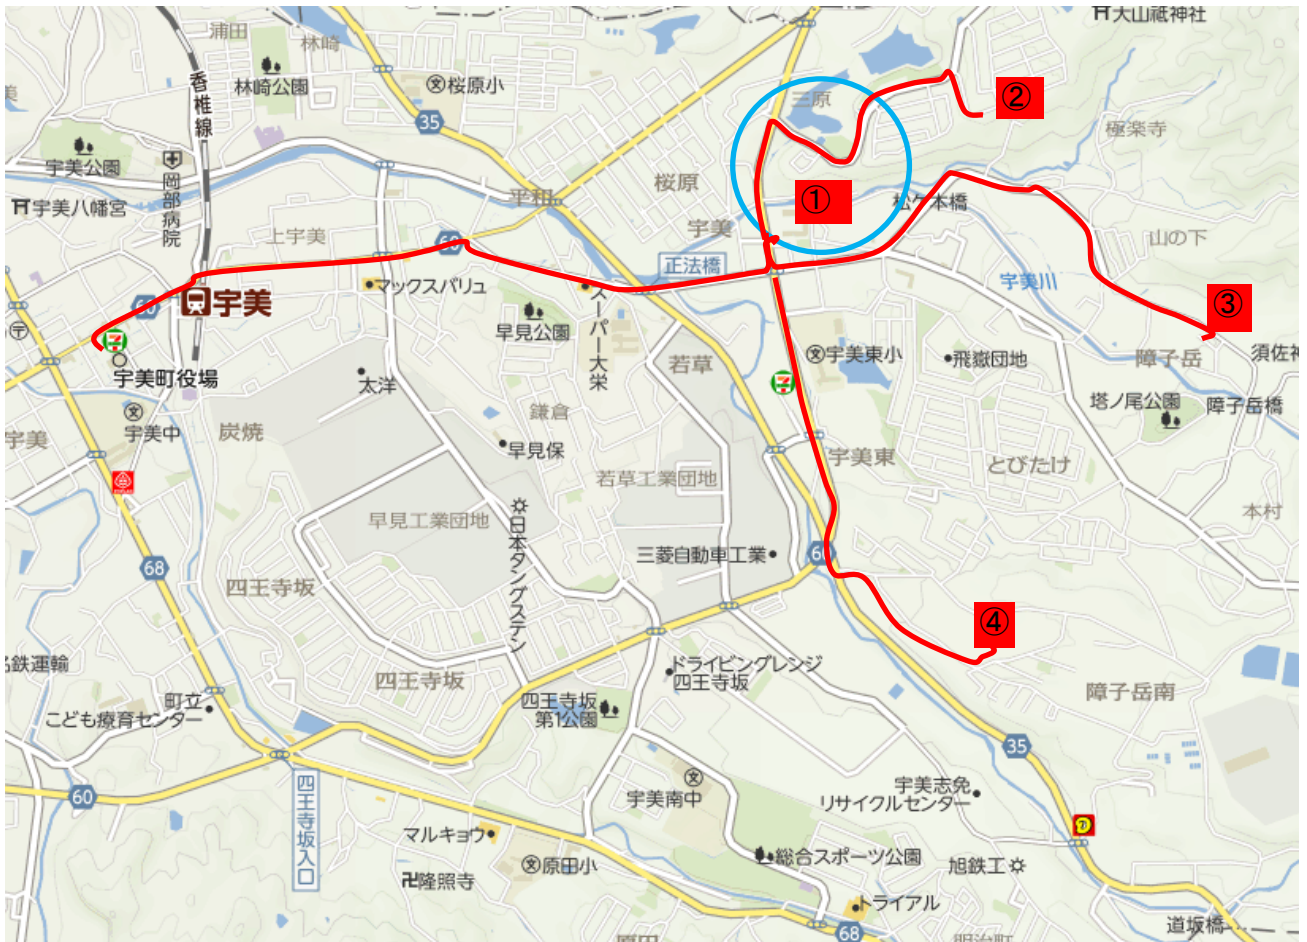 大山祇神社
浦田
林崎
林崎公園
桜原小
香椎線
35
三原
②
極楽寺
宇美公園
岡部病院
宇美八幡宮
平和
桜原
①
松ケ本橋
宇美
上宇美
60
正法橋
山の下
宇美川
マックスバリュ
宇美
早見公園
スーパー大栄
③
宇美町役場
太洋
若草
宇美東小
飛嶽団地
障子岳
須佐神
塔ノ尾公園
障子岳橋
宇美中
宇美
炭焼
鎌倉
早見保
宇美東
とびたけ
若草工業団地
早見工業団地
日本タングステン
本村
三菱自動車工業
60
68
四王寺坂
④
名鉄運輸
ドライビングレンジ
四王寺坂
四王寺坂
障子岳南
町立
こども療育センター
四王寺坂
第1公園
35
60
四王寺坂入口
宇美南中
宇美志免
リサイクルセンター
マルキョウ
原田小
総合スポーツ公園
旭鉄工
隆照寺
トライアル
68
道坂橋
原田
明治町